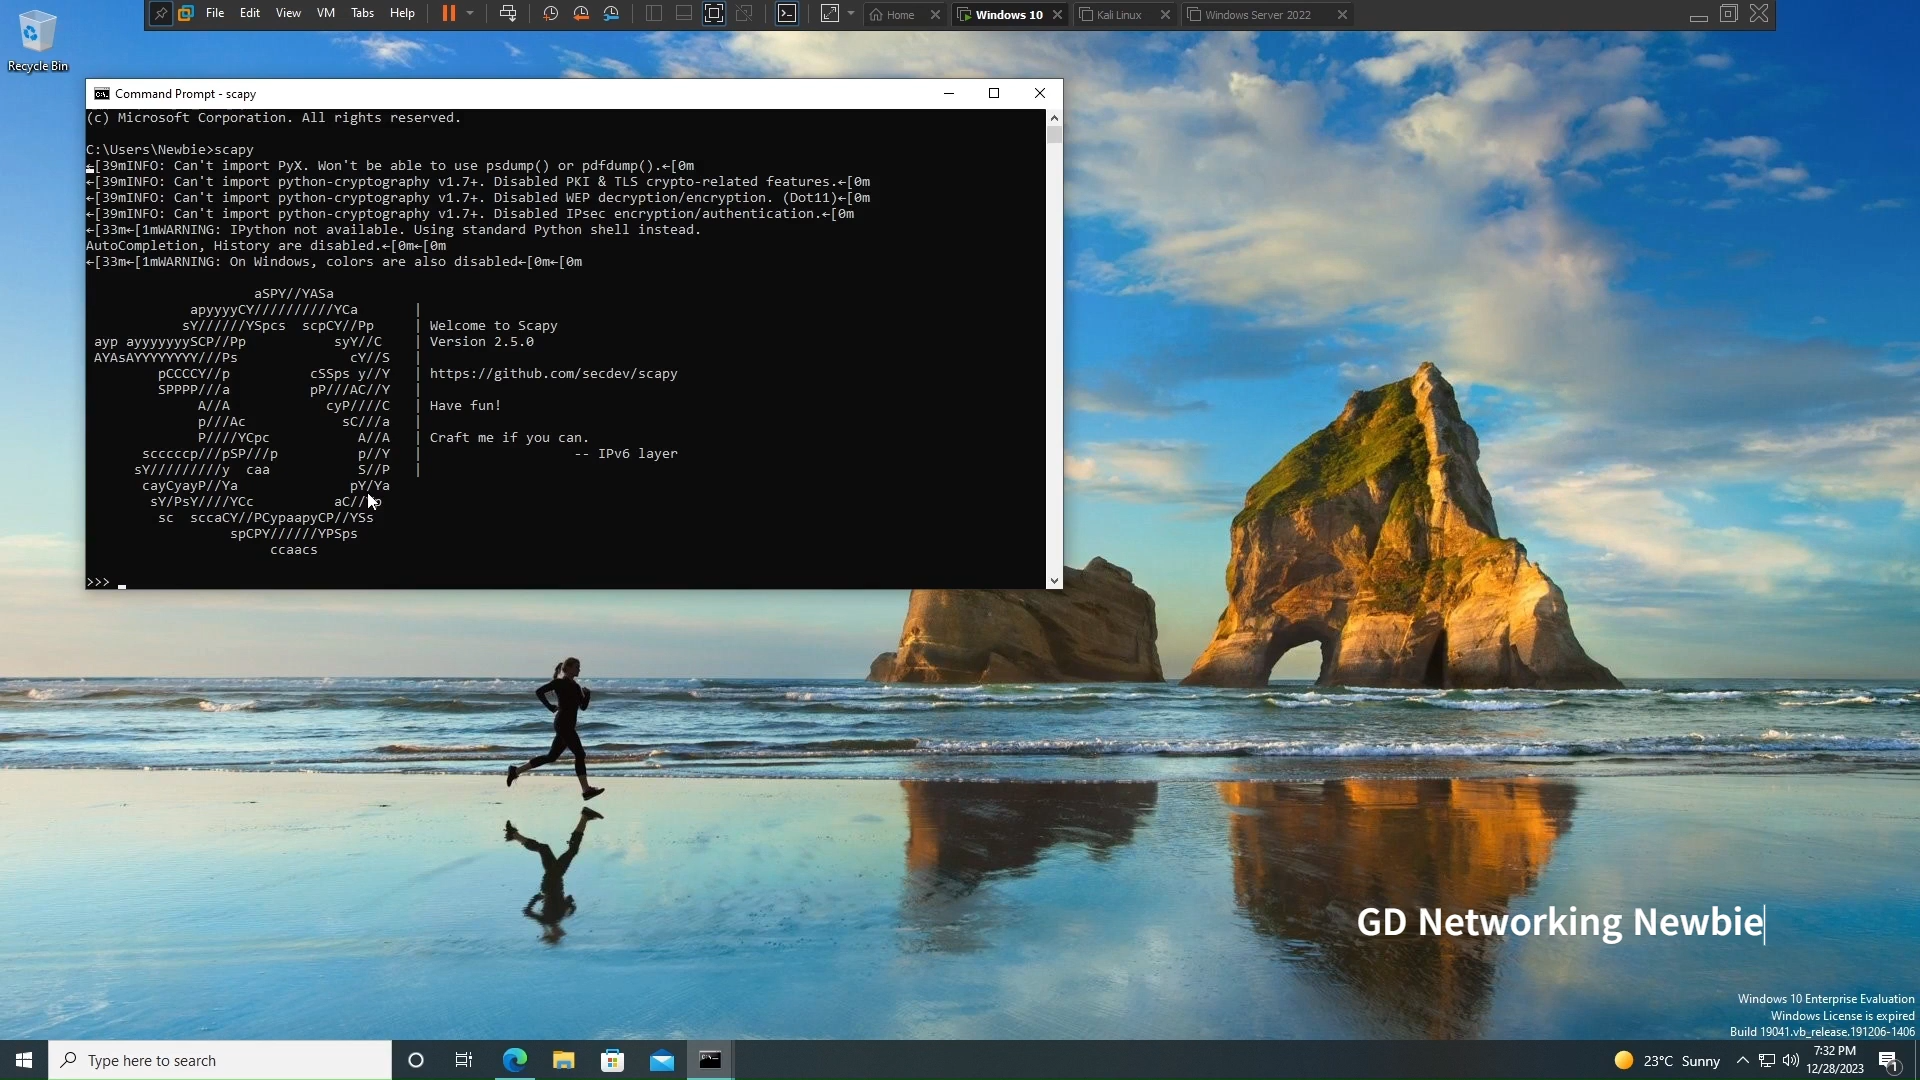 File Edit View VM Tabs Help Home Windows 10 Kali Linux Windows Server 2022
Recycle Bin
Command Prompt - scapy
(c) Microsoft Corporation. All rights reserved.
C:\Users\Newbie>scapy
←[39mINFO: Can't import PyX. Won't be able to use psdump() or pdfdump().←[0m
←[39mINFO: Can't import python-cryptography v1.7+. Disabled PKI & TLS crypto-related features.←[0m
←[39mINFO: Can't import python-cryptography v1.7+. Disabled WEP decryption/encryption. (Dot11)←[0m
←[39mINFO: Can't import python-cryptography v1.7+. Disabled IPsec encryption/authentication.←[0m
←[33m←[1mWARNING: IPython not available. Using standard Python shell instead.
AutoCompletion, History are disabled.←[0m←[0m
←[33m←[1mWARNING: On Windows, colors are also disabled←[0m←[0m
aSPY//YASa
apyyyyCY//////////YCa |
sY//////YSpcs scpCY//Pp | Welcome to Scapy
ayp ayyyyyyySCP//Pp syY//C | Version 2.5.0
AYAsAYYYYYYYY///Ps cY//S |
pCCCCY//p cSSps y//Y | https://github.com/secdev/scapy
SPPPP///a pP///AC//Y |
A//A cyP////C | Have fun!
p///Ac sC///a |
P////YCpc A//A | Craft me if you can.
scccccp///pSP///p p//Y | -- IPv6 layer
sY/////////y caa S//P |
cayCyayP//Ya pY/Ya
sY/PsY////YCc aC//
sc sccaCY//PCypaapyCP//YSs
spCPY//////YPSps
ccaacs
>>>
GD Networking Newbie
Windows 10 Enterprise Evaluation
Windows License is expired
Build 19041.vb_release.191206-1406
Type here to search
23°C Sunny
7:32 PM
12/28/2023
1